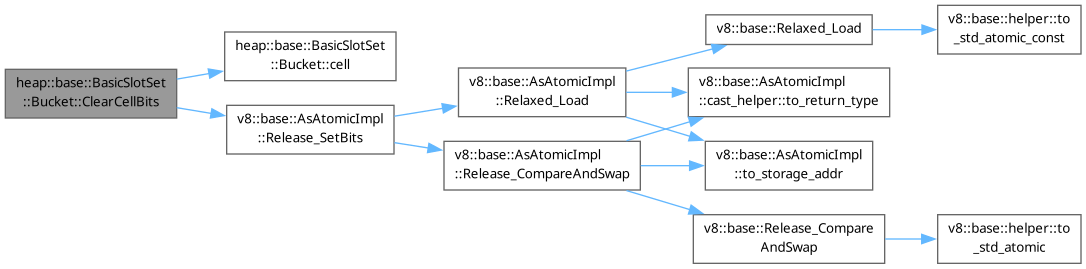 heap::base::BasicSlotSet
::Bucket::ClearCellBits
heap::base::BasicSlotSet
::Bucket::cell
v8::base::AsAtomicImpl
::Release_SetBits
v8::base::AsAtomicImpl
::Relaxed_Load
v8::base::AsAtomicImpl
::Release_CompareAndSwap
v8::base::Relaxed_Load
v8::base::AsAtomicImpl
::cast_helper::to_return_type
v8::base::AsAtomicImpl
::to_storage_addr
v8::base::Release_Compare
AndSwap
v8::base::helper::to
_std_atomic_const
v8::base::helper::to
_std_atomic